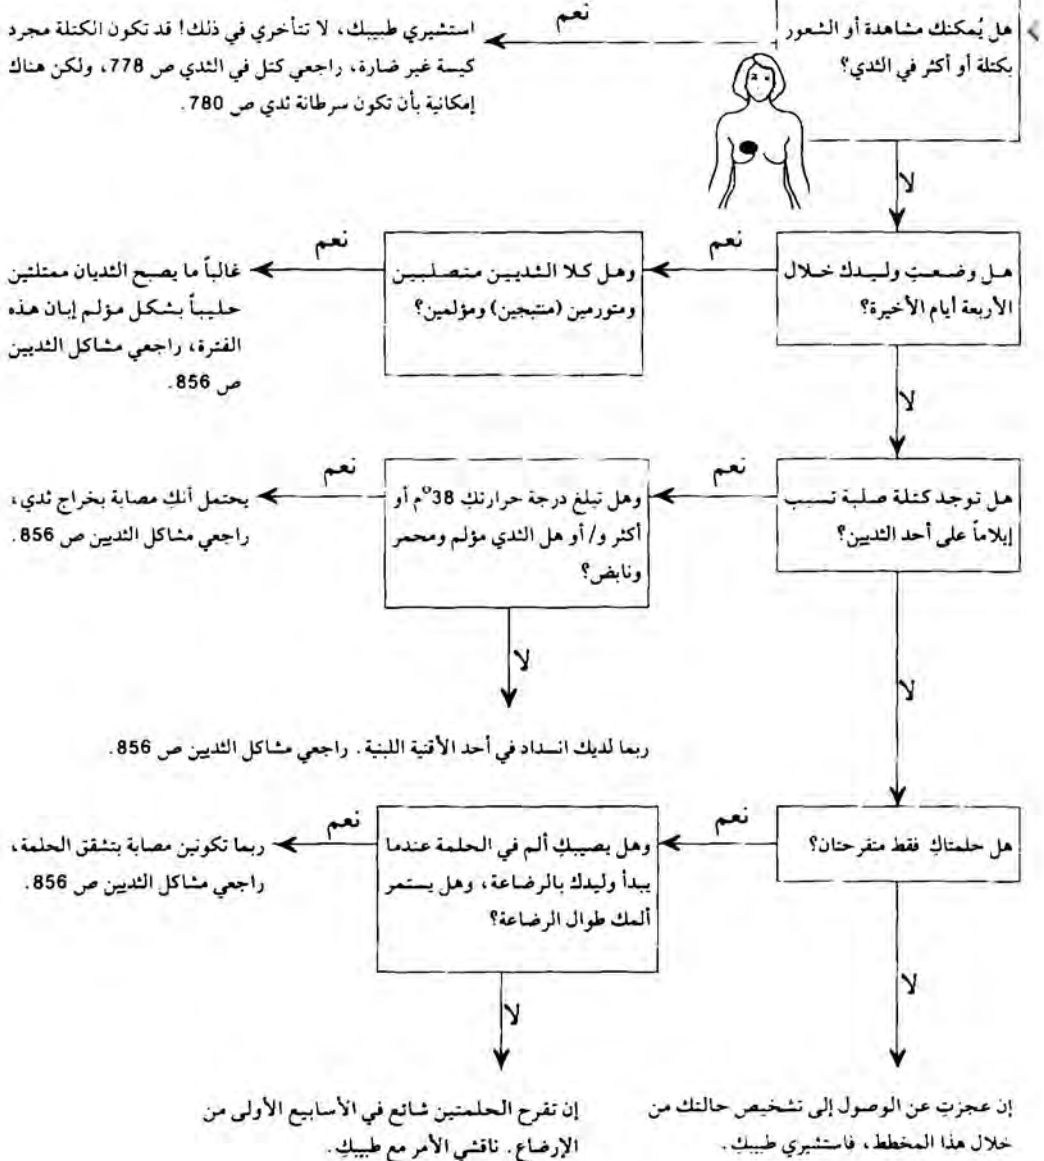 هل يُمكنك مشاهدة أو الشعور
بكتلة أو أكثر في الثدي؟
نعم
استشيري طبيبك، لا تتأخري في ذلك! قد تكون الكتلة مجرد
كيسة غير ضارة، راجعي كتل في الثدي ص 778، ولكن هناك
إمكانية بأن تكون سرطانة ثدي ص 780.
لا
هل وضعتِ وليدك خلال
الأربعة أيام الأخيرة؟
نعم
وهل كلا الثديين متصلبين
ومتورمين (منتبجين) ومؤلمين؟
نعم
غالباً ما يصبح الثديان ممتلئين
حليباً بشكل مؤلم إبان هذه
الفترة، راجعي مشاكل الثديين
ص 856.
لا
هل توجد كتلة صلبة تسبب
إيلاماً على أحد الثديين؟
نعم
وهل تبلغ درجة حرارتكِ 38°م أو
أكثر و/ أو هل الثدي مؤلم ومحمر
ونابض؟
نعم
يحتمل أنكِ مصابة بخراج ثدي،
راجعي مشاكل الثديين ص 856.
لا
ربما لديك انسداد في أحد الأقنية اللبنية. راجعي مشاكل الثديين ص 856.
لا
هل حلمتاكِ فقط متقرحتان؟
نعم
وهل يصيبكِ ألم في الحلمة عندما
يبدأ وليدك بالرضاعة، وهل يستمر
ألمك طوال الرضاعة؟
نعم
ربما تكونين مصابة بتشقق الحلمة،
راجعي مشاكل الثديين ص 856.
لا
إن تقرح الحلمتين شائع في الأسابيع الأولى من
الإرضاع. ناقشي الأمر مع طبيبكِ.
لا
إن عجزتِ عن الوصول إلى تشخيص حالتك من
خلال هذا المخطط، فاستشيري طبيبكِ.